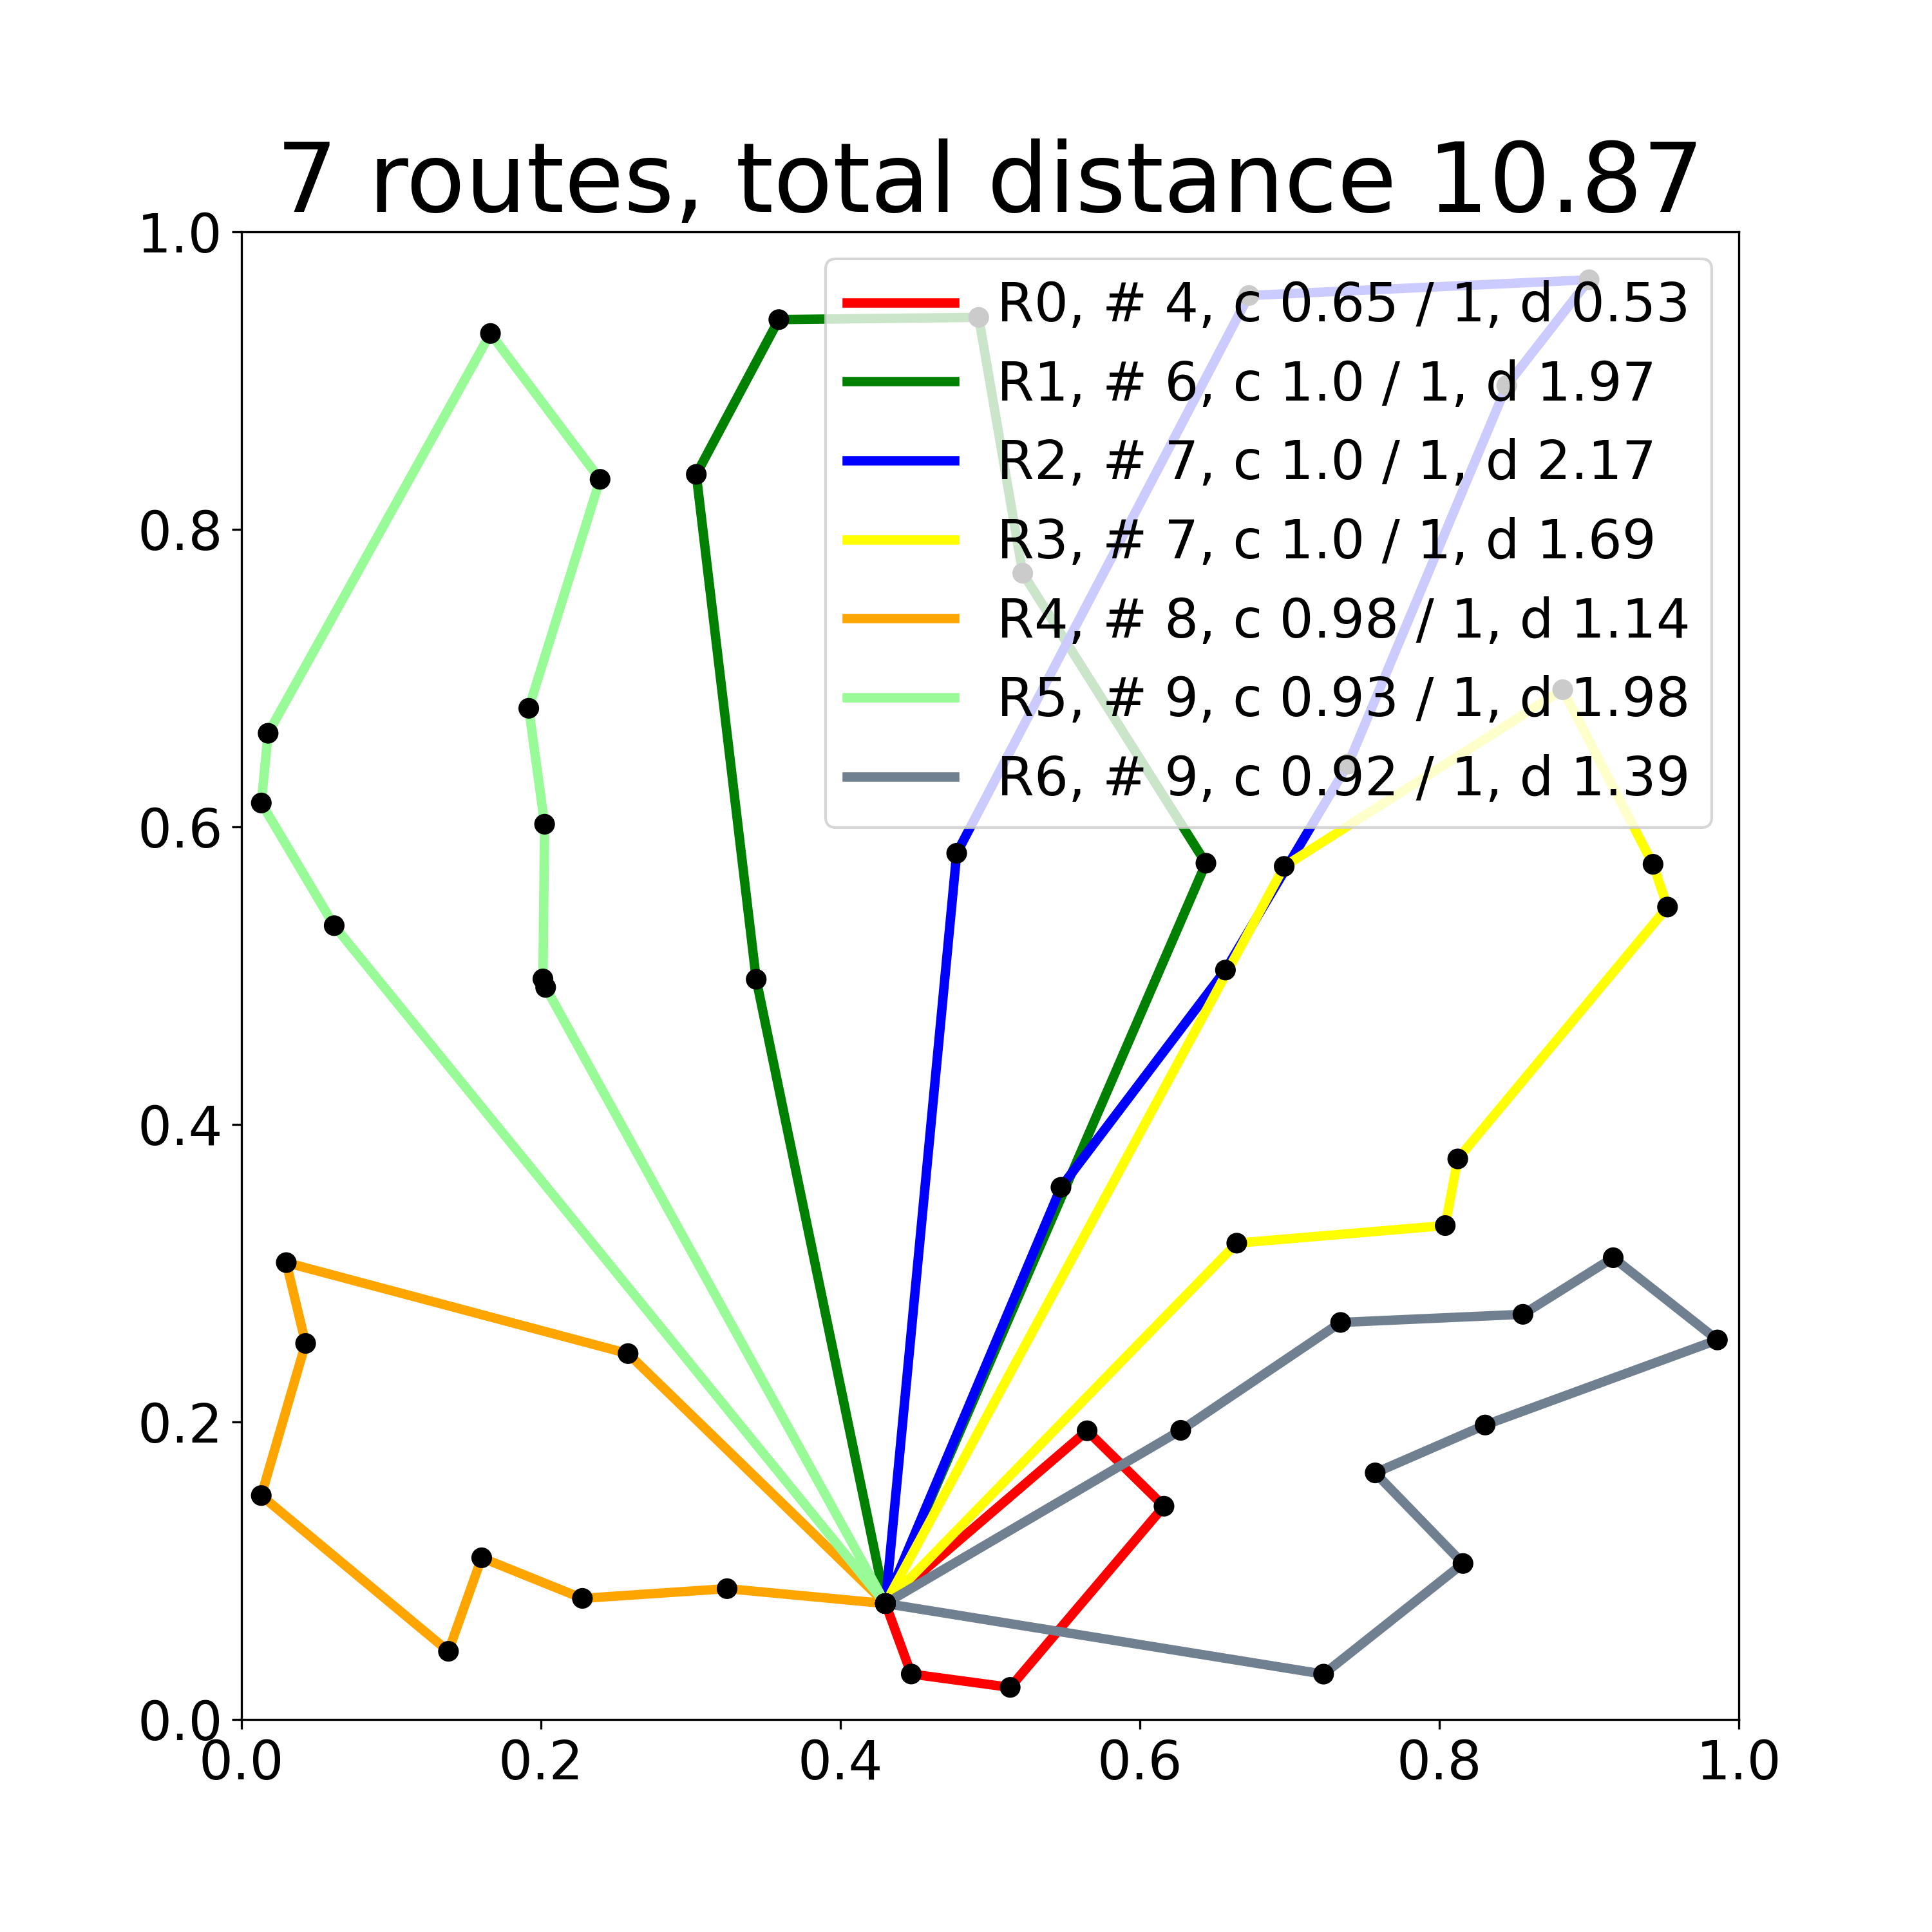 7 routes, total distance 10.87
1.0
R0, # 4, c 0.65 / 1, d 0.53
R1, # 6, c 1.0 / 1, d 1.97
R2, # 7, c 1.0 / 1, d 2.17
R3, # 7, c 1.0 / 1, d 1.69
R4, # 8, c 0.98 / 1, d 1.14
R5, # 9, c 0.93 / 1, d 1.98
R6, # 9, c 0.92 / 1, d 1.39
0.8
0.6
0.4
0.2
0.0
0.0 0.2 0.4 0.6 0.8 1.0